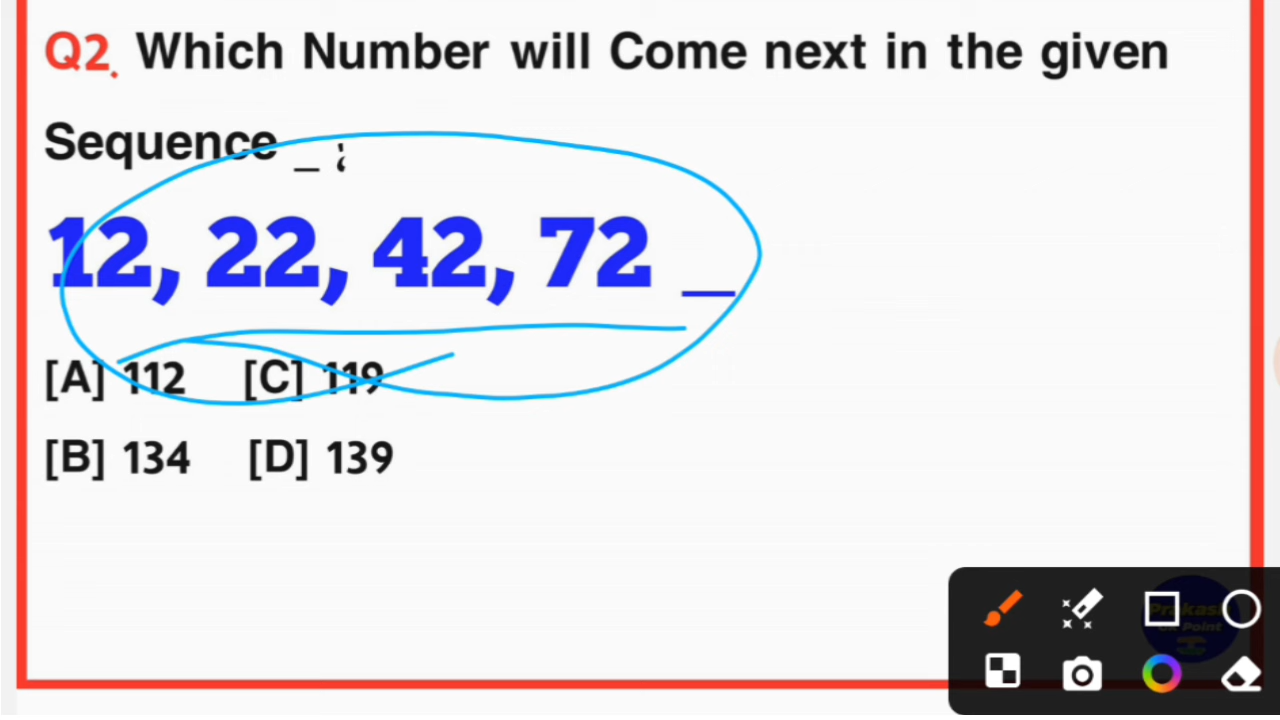 Q2. Which Number will Come next in the given
Sequence _ ?
12, 22, 42, 72 _
[A] 112 [C] 119
[B] 134 [D] 139